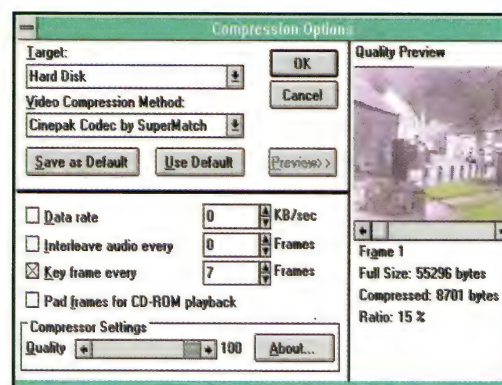 Compression Options
Target:
Hard Disk
OK
Video Compression Method:
Cancel
Cinepak Codec by SuperMatch
Save as Default
Use Default
Preview>>
Data rate
0
KB/sec
Interleave audio every
0
Frames
Key frame every
7
Frames
Pad frames for CD-ROM playback
Compressor Settings
Quality
100
About...
Quality Preview
Frame 1
Full Size: 55296 bytes
Compressed: 8701 bytes
Ratio: 15 %